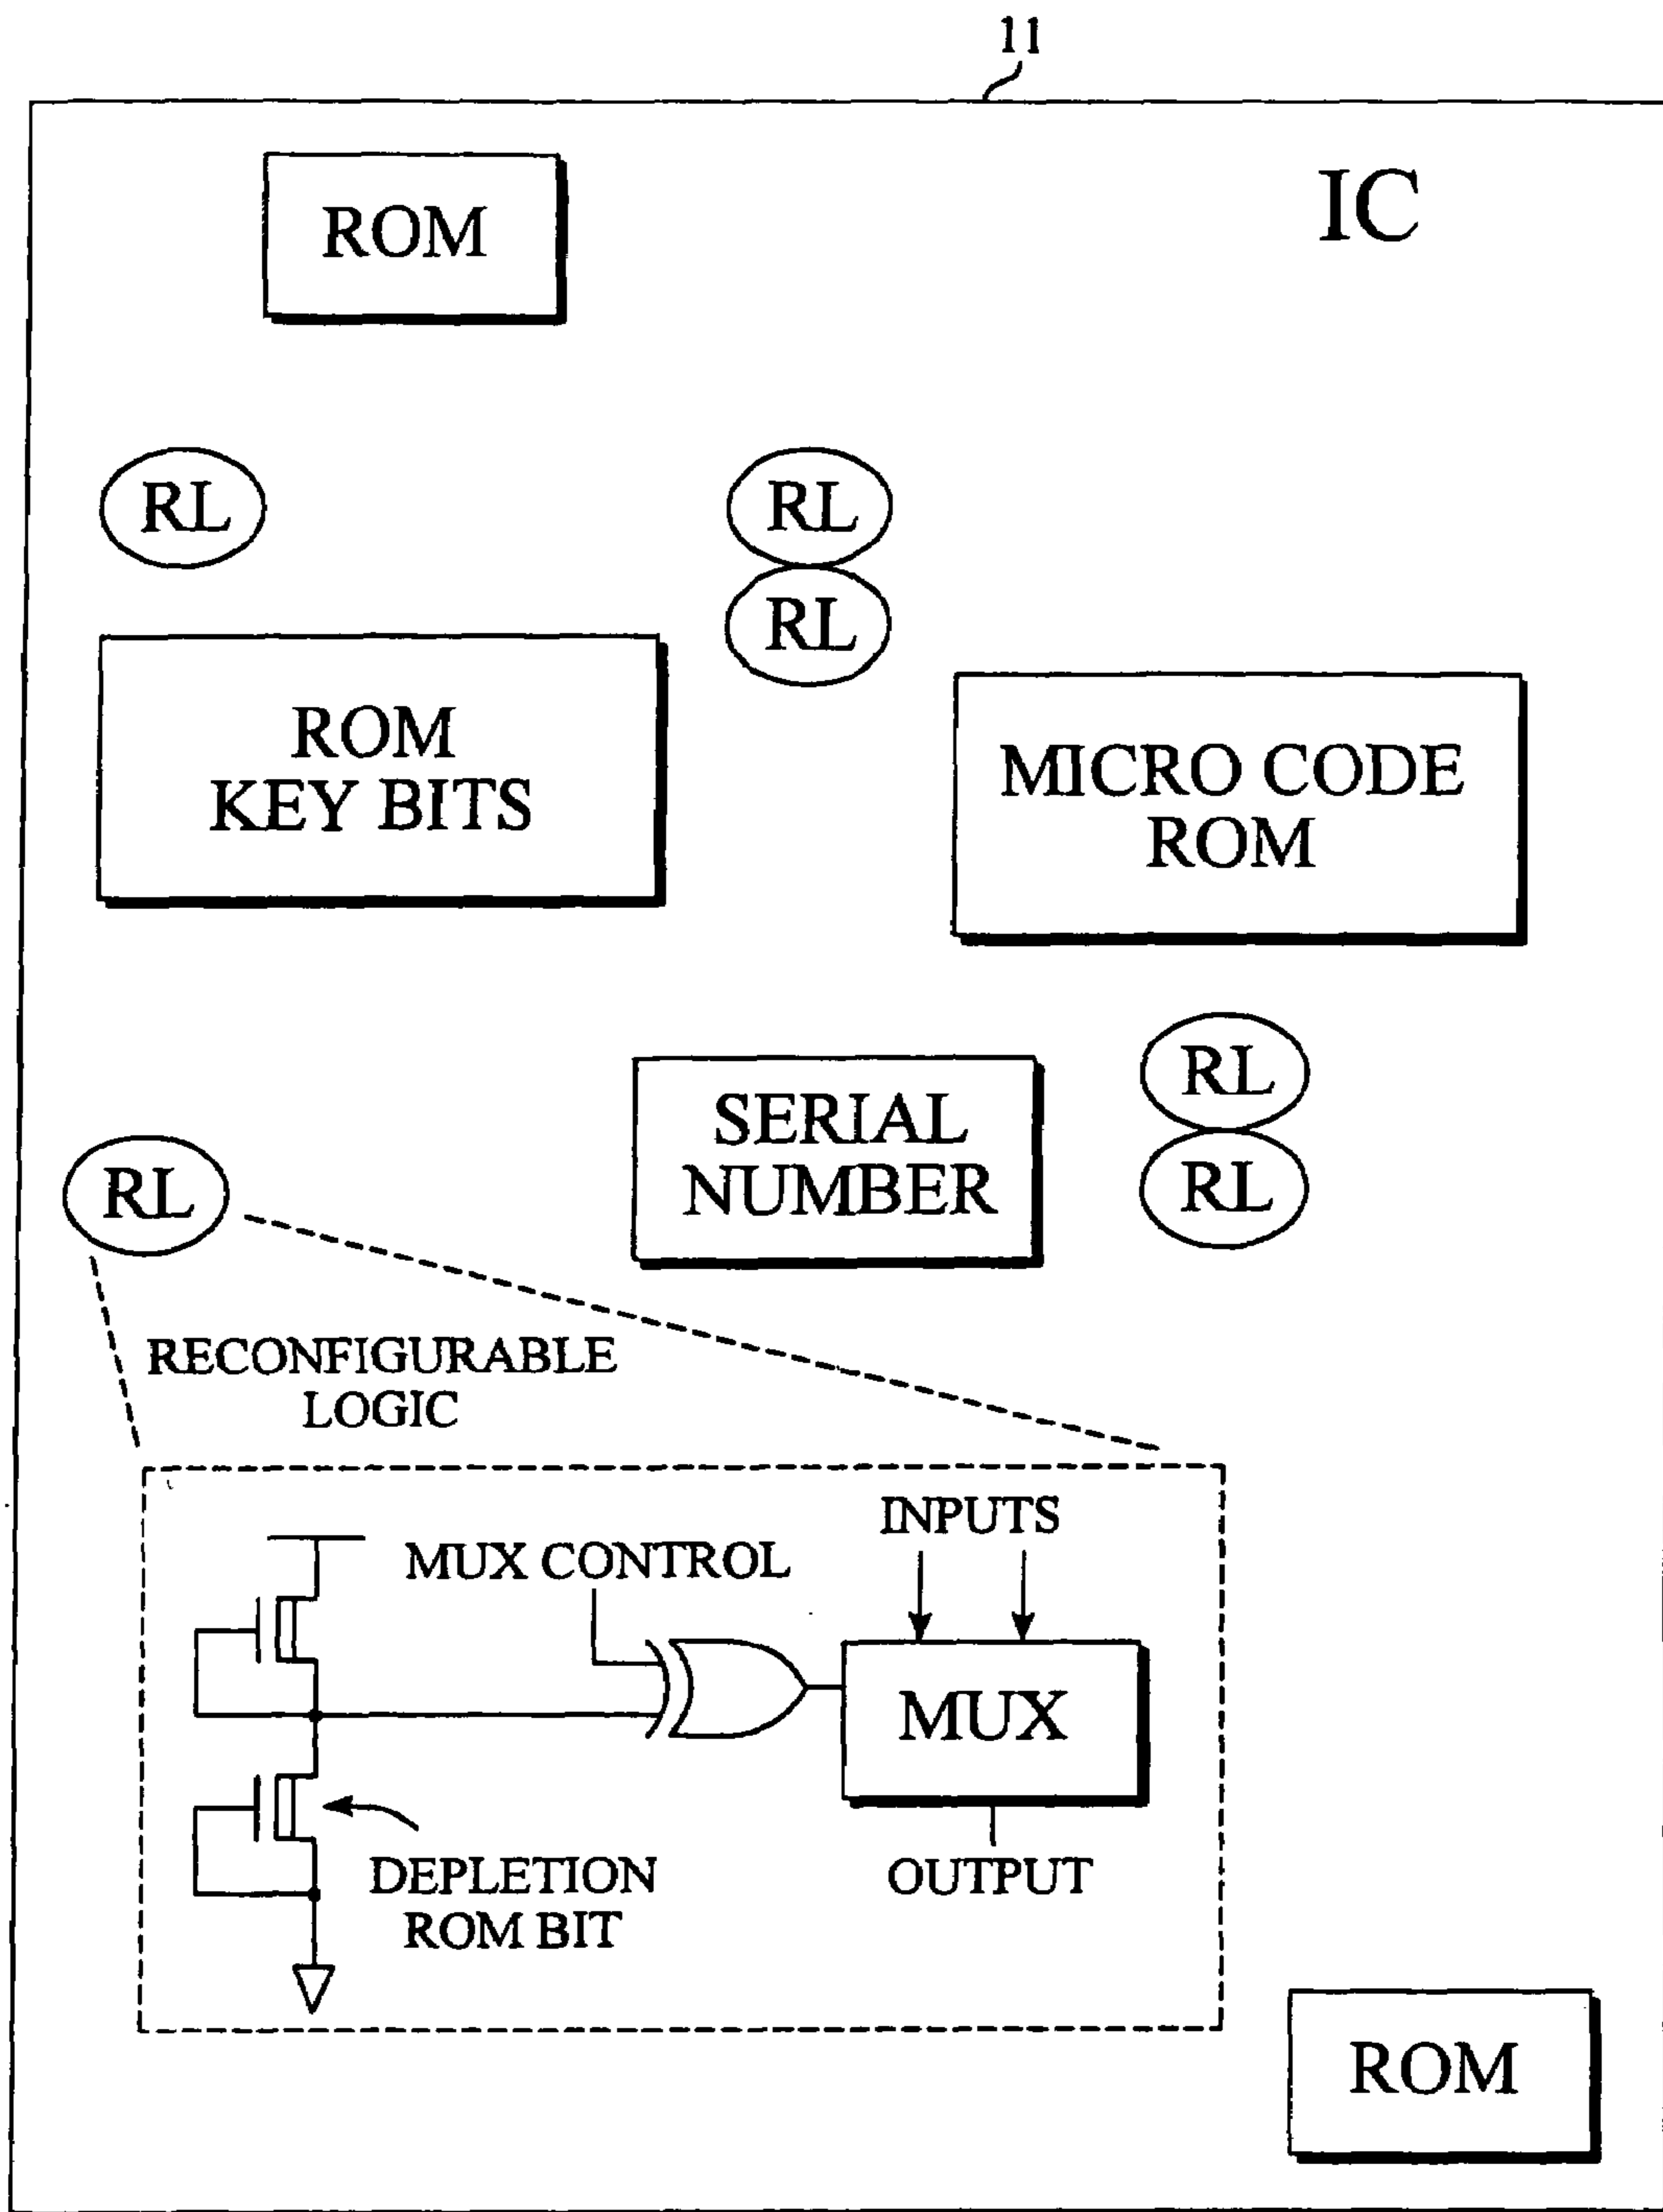 11
IC
ROM
RL
RL
RL
ROM
KEY BITS
MICRO CODE
ROM
SERIAL
NUMBER
RL
RL
RL
RECONFIGURABLE
LOGIC
INPUTS
MUX CONTROL
MUX
DEPLETION
ROM BIT
OUTPUT
ROM